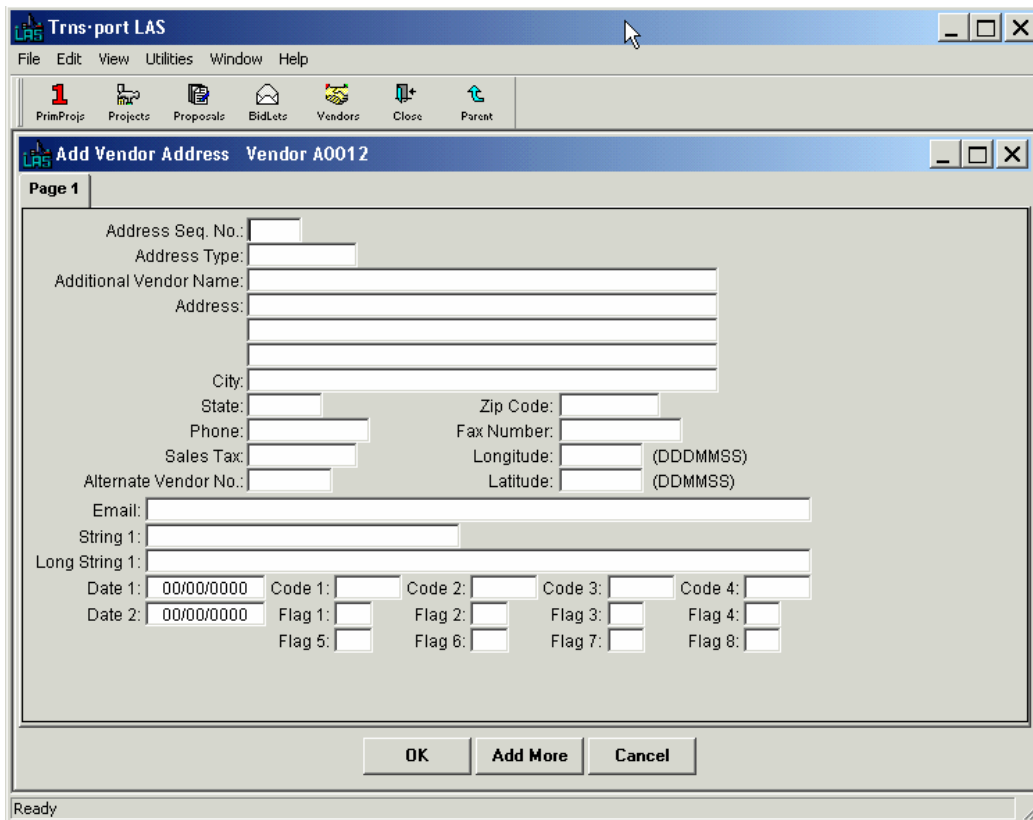 LAS Trns·port LAS
File Edit View Utilities Window Help
1
PrimProjs Projects Proposals BidLets Vendors Close Parent
LAS Add Vendor Address Vendor A0012
Page 1
Address Seq. No.:
Address Type:
Additional Vendor Name:
Address:
City:
State: Zip Code:
Phone: Fax Number:
Sales Tax: Longitude: (DDDMMSS)
Alternate Vendor No.: Latitude: (DDMMSS)
Email:
String 1:
Long String 1:
Date 1: 00/00/0000 Code 1: Code 2: Code 3: Code 4:
Date 2: 00/00/0000 Flag 1: Flag 2: Flag 3: Flag 4:
Flag 5: Flag 6: Flag 7: Flag 8:
OK Add More Cancel
Ready